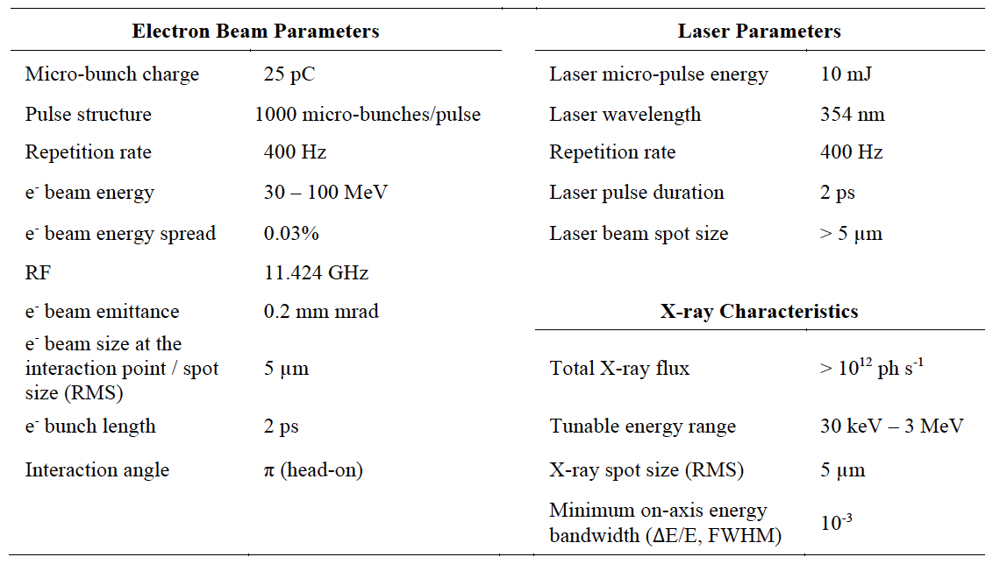 Electron Beam Parameters
Micro-bunch charge 25 pC
Pulse structure 1000 micro-bunches/pulse
Repetition rate 400 Hz
e⁻ beam energy 30 – 100 MeV
e⁻ beam energy spread 0.03%
RF 11.424 GHz
e⁻ beam emittance 0.2 mm mrad
e⁻ beam size at the
interaction point / spot 5 µm
size (RMS)
e⁻ bunch length 2 ps
Interaction angle π (head-on)
Laser Parameters
Laser micro-pulse energy 10 mJ
Laser wavelength 354 nm
Repetition rate 400 Hz
Laser pulse duration 2 ps
Laser beam spot size > 5 µm
X-ray Characteristics
Total X-ray flux > 10¹² ph s⁻¹
Tunable energy range 30 keV – 3 MeV
X-ray spot size (RMS) 5 µm
Minimum on-axis energy
bandwidth (ΔE/E, FWHM) 10⁻³